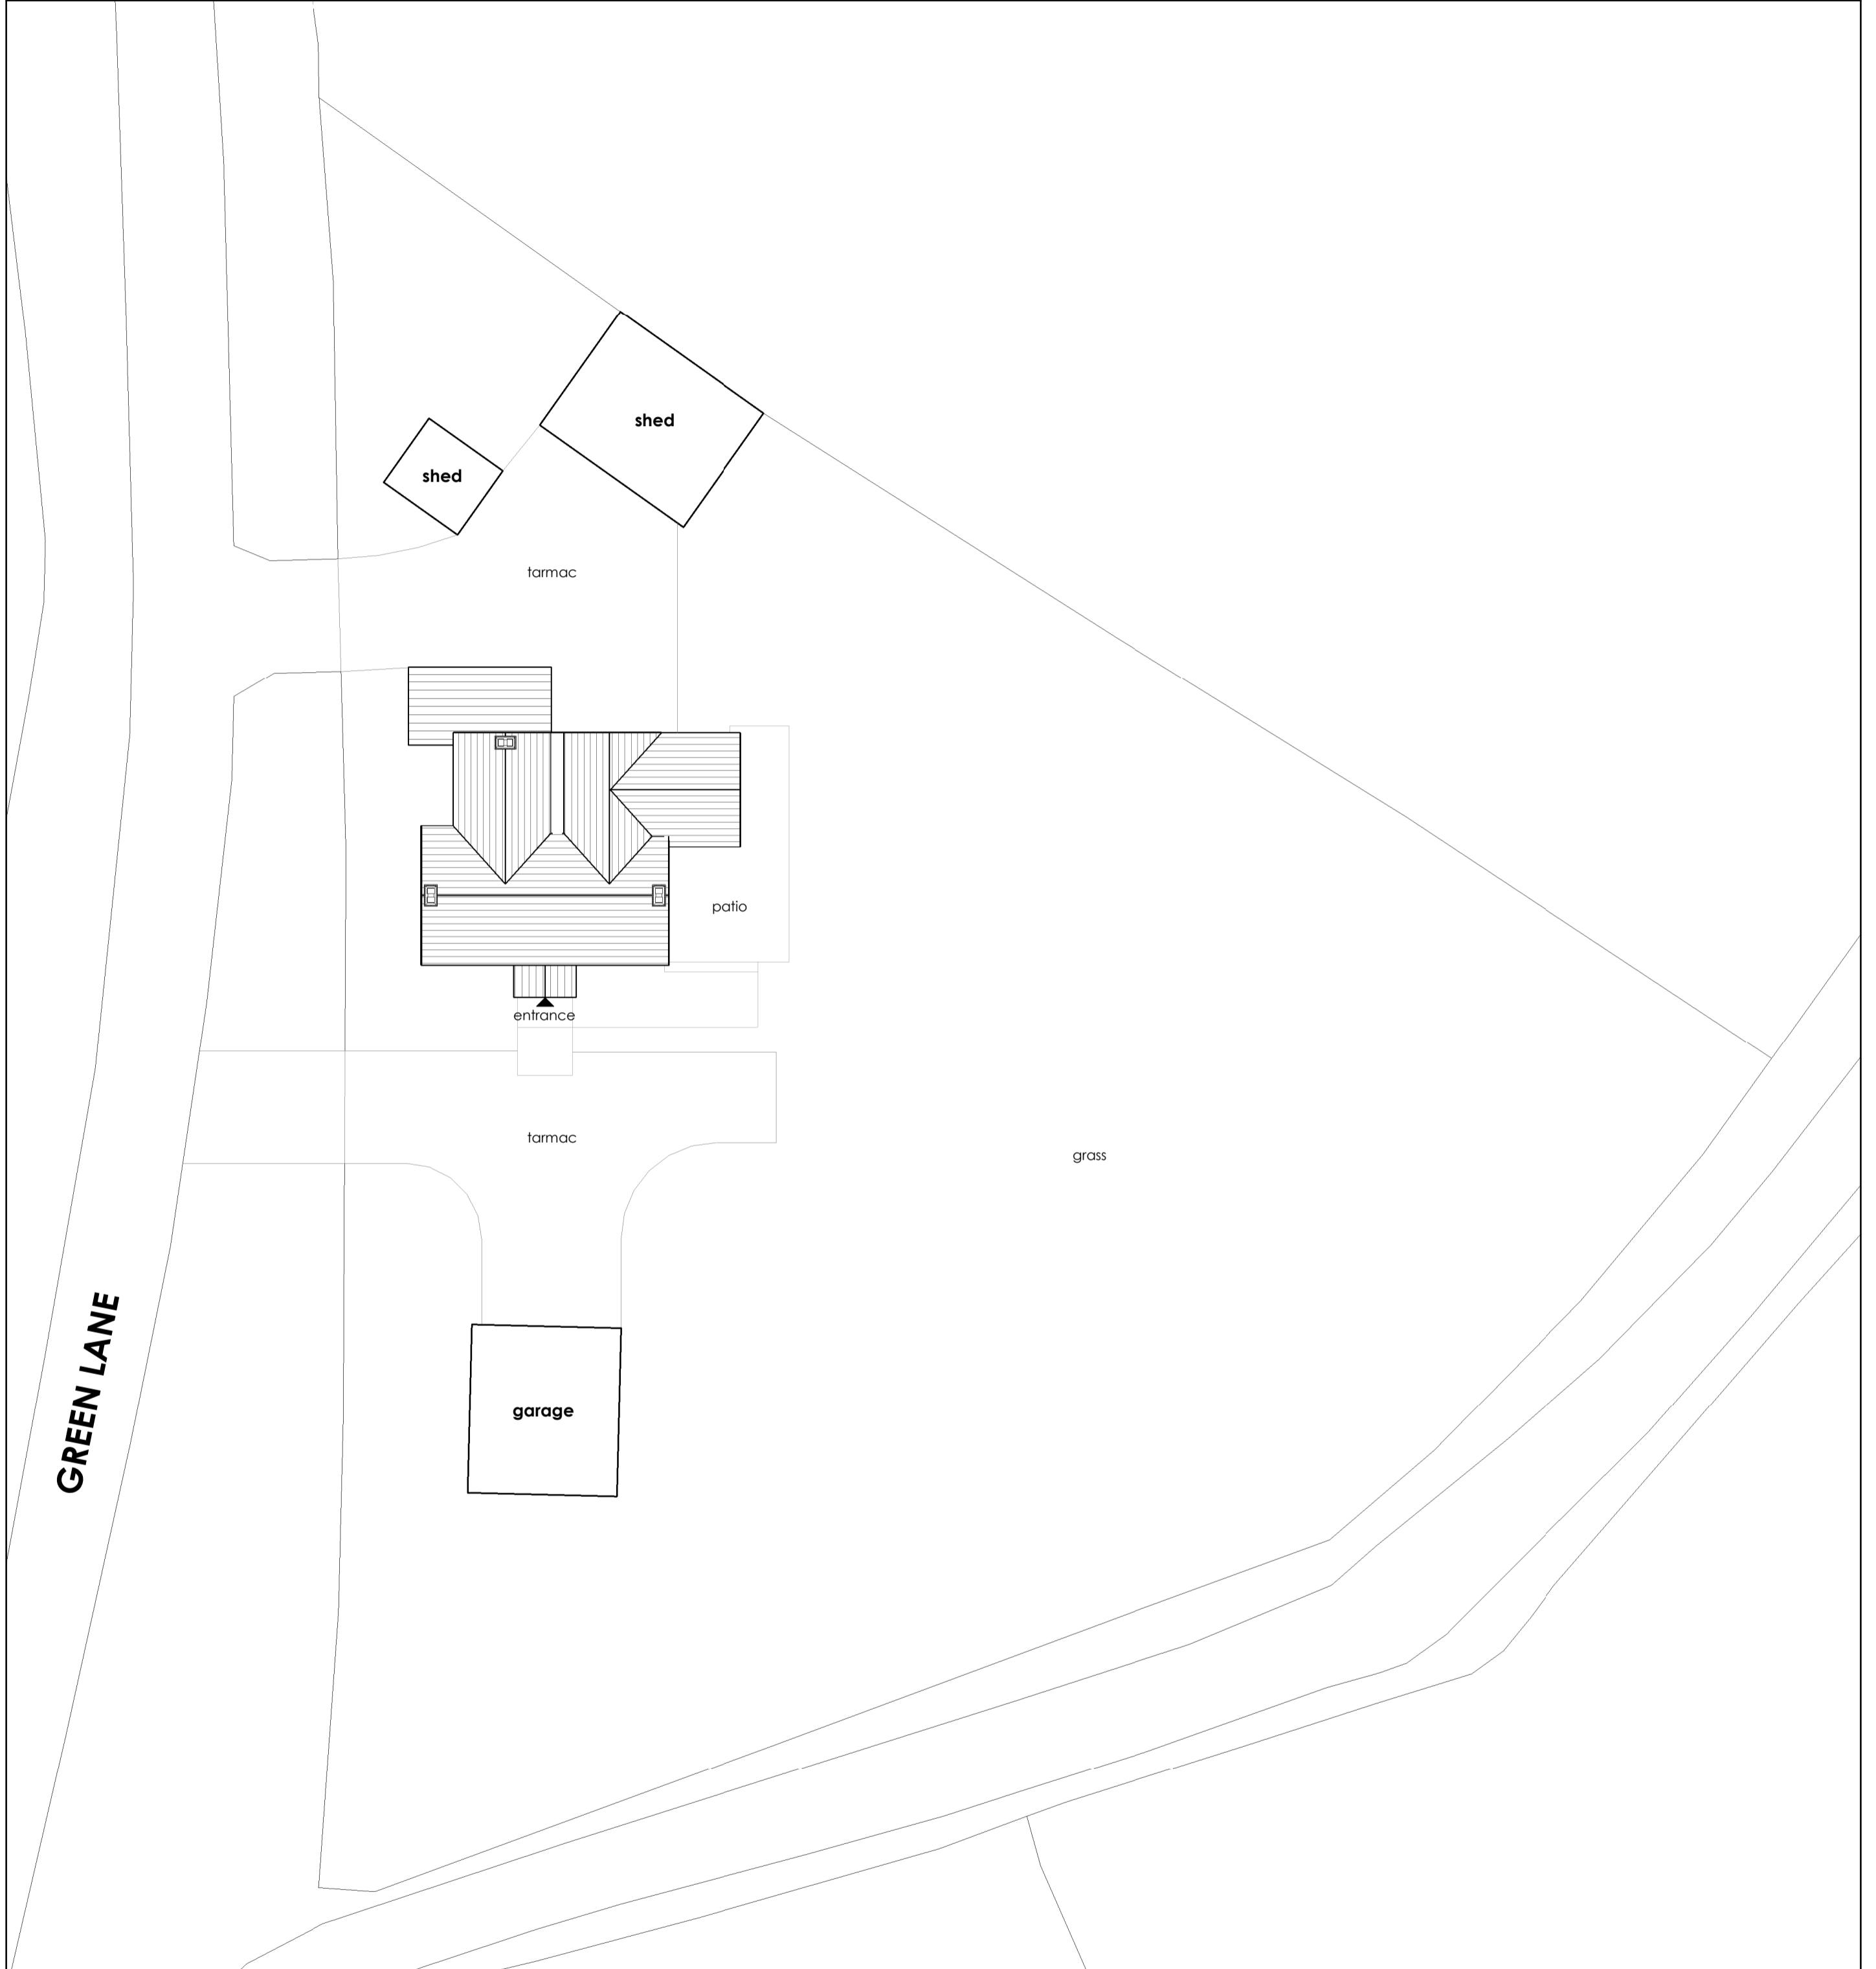 shed
shed
tarmac
patio
entrance
tarmac
grass
GREEN LANE
garage